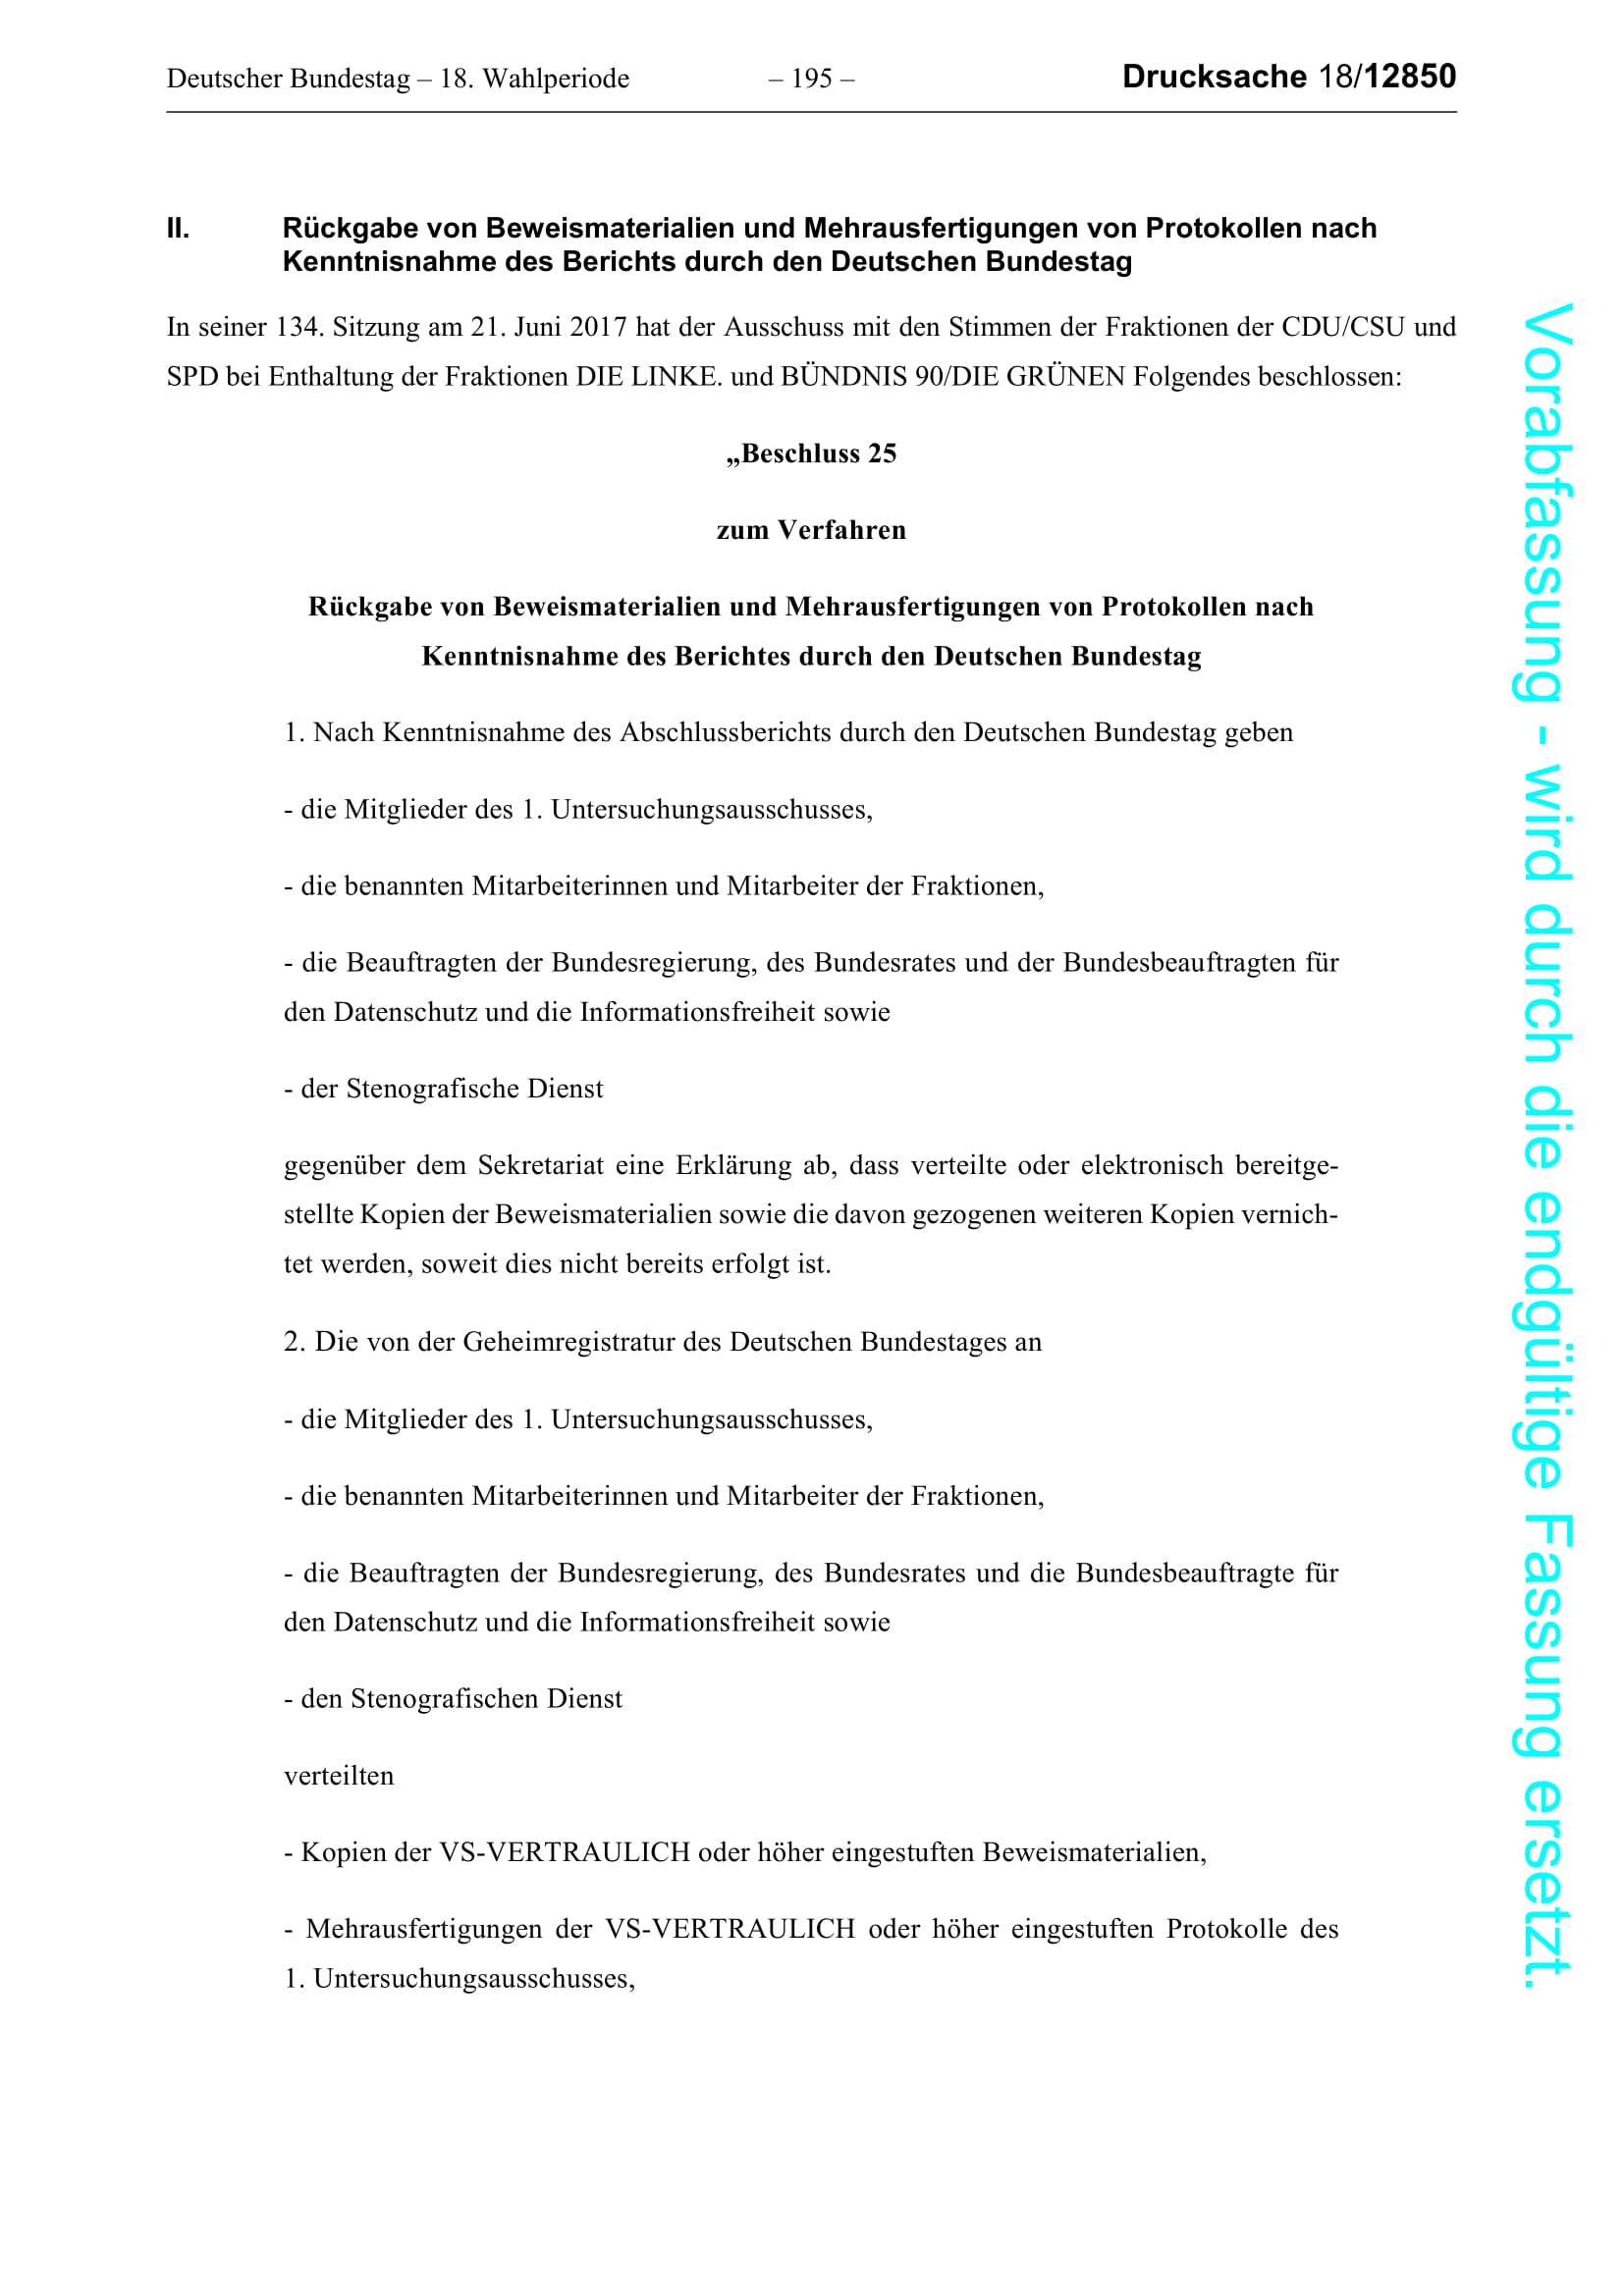 Deutscher Bundestag – 18. Wahlperiode – 195 – Drucksache 18/12850
II. Rückgabe von Beweismaterialien und Mehrausfertigungen von Protokollen nach
Kenntnisnahme des Berichts durch den Deutschen Bundestag
In seiner 134. Sitzung am 21. Juni 2017 hat der Ausschuss mit den Stimmen der Fraktionen der CDU/CSU und
SPD bei Enthaltung der Fraktionen DIE LINKE. und BÜNDNIS 90/DIE GRÜNEN Folgendes beschlossen:
„Beschluss 25
zum Verfahren
Rückgabe von Beweismaterialien und Mehrausfertigungen von Protokollen nach
Kenntnisnahme des Berichtes durch den Deutschen Bundestag
1. Nach Kenntnisnahme des Abschlussberichts durch den Deutschen Bundestag geben
- die Mitglieder des 1. Untersuchungsausschusses,
- die benannten Mitarbeiterinnen und Mitarbeiter der Fraktionen,
- die Beauftragten der Bundesregierung, des Bundesrates und der Bundesbeauftragten für
den Datenschutz und die Informationsfreiheit sowie
- der Stenografische Dienst
gegenüber dem Sekretariat eine Erklärung ab, dass verteilte oder elektronisch bereitge-
stellte Kopien der Beweismaterialien sowie die davon gezogenen weiteren Kopien vernich-
tet werden, soweit dies nicht bereits erfolgt ist.
2. Die von der Geheimregistratur des Deutschen Bundestages an
- die Mitglieder des 1. Untersuchungsausschusses,
- die benannten Mitarbeiterinnen und Mitarbeiter der Fraktionen,
- die Beauftragten der Bundesregierung, des Bundesrates und die Bundesbeauftragte für
den Datenschutz und die Informationsfreiheit sowie
- den Stenografischen Dienst
verteilten
- Kopien der VS-VERTRAULICH oder höher eingestuften Beweismaterialien,
- Mehrausfertigungen der VS-VERTRAULICH oder höher eingestuften Protokolle des
1. Untersuchungsausschusses,
Vorabfassung - wird durch die endgültige Fassung ersetzt.